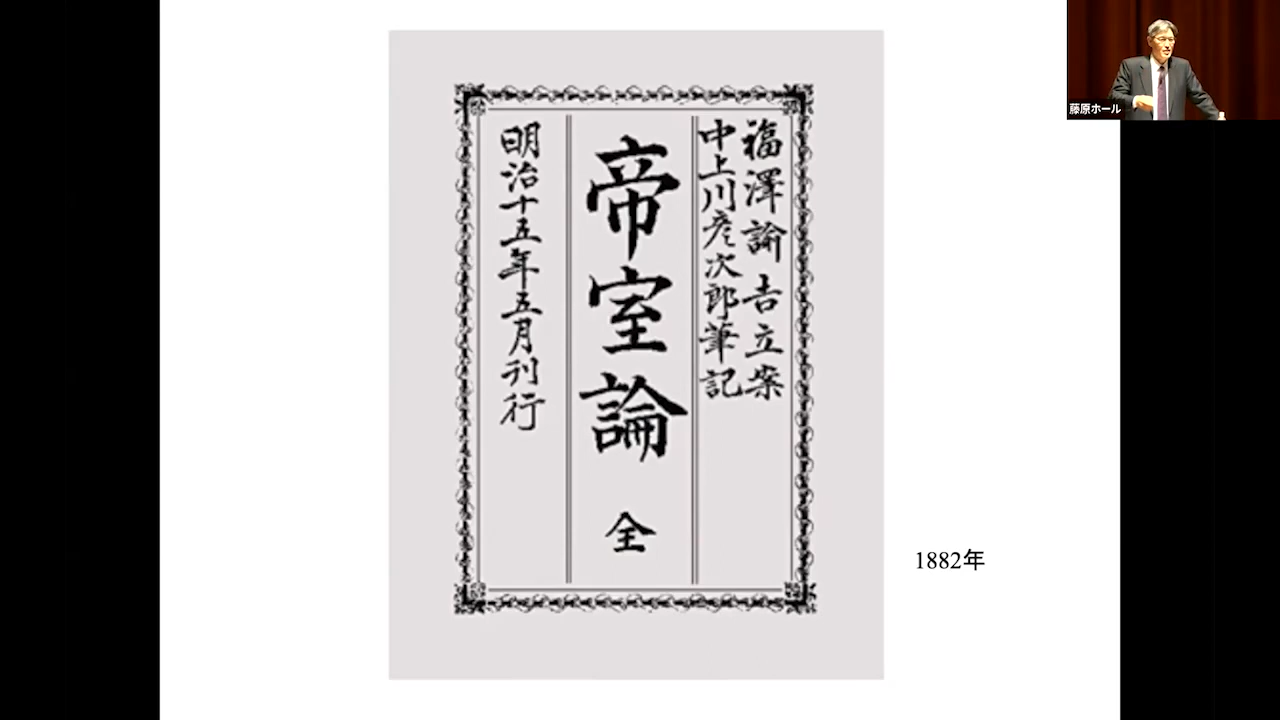 福澤諭吉立案
中上川彦次郎筆記
帝室論 全
明治十五年五月刊行
1882年
藤原ホール